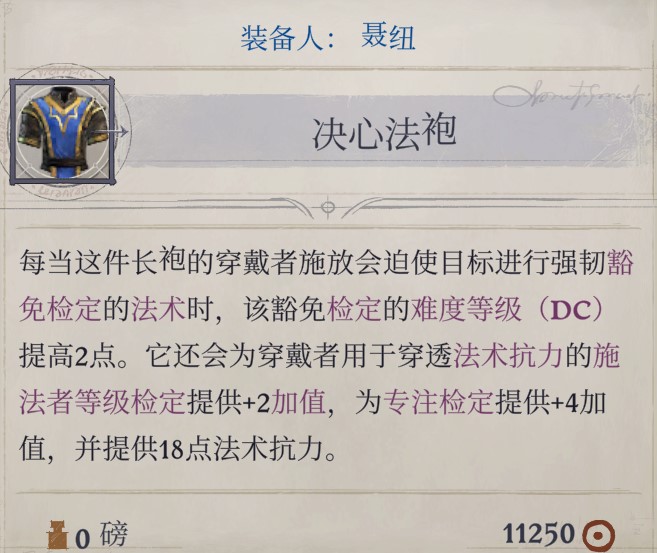 装备人： 聂纽
决心法袍
每当这件长袍的穿戴者施放会迫使目标进行强韧豁
免检定的法术时，该豁免检定的难度等级（DC）
提高2点。它还会为穿戴者用于穿透法术抗力的施
法者等级检定提供+2加值，为专注检定提供+4加
值，并提供18点法术抗力。
0 磅
11250